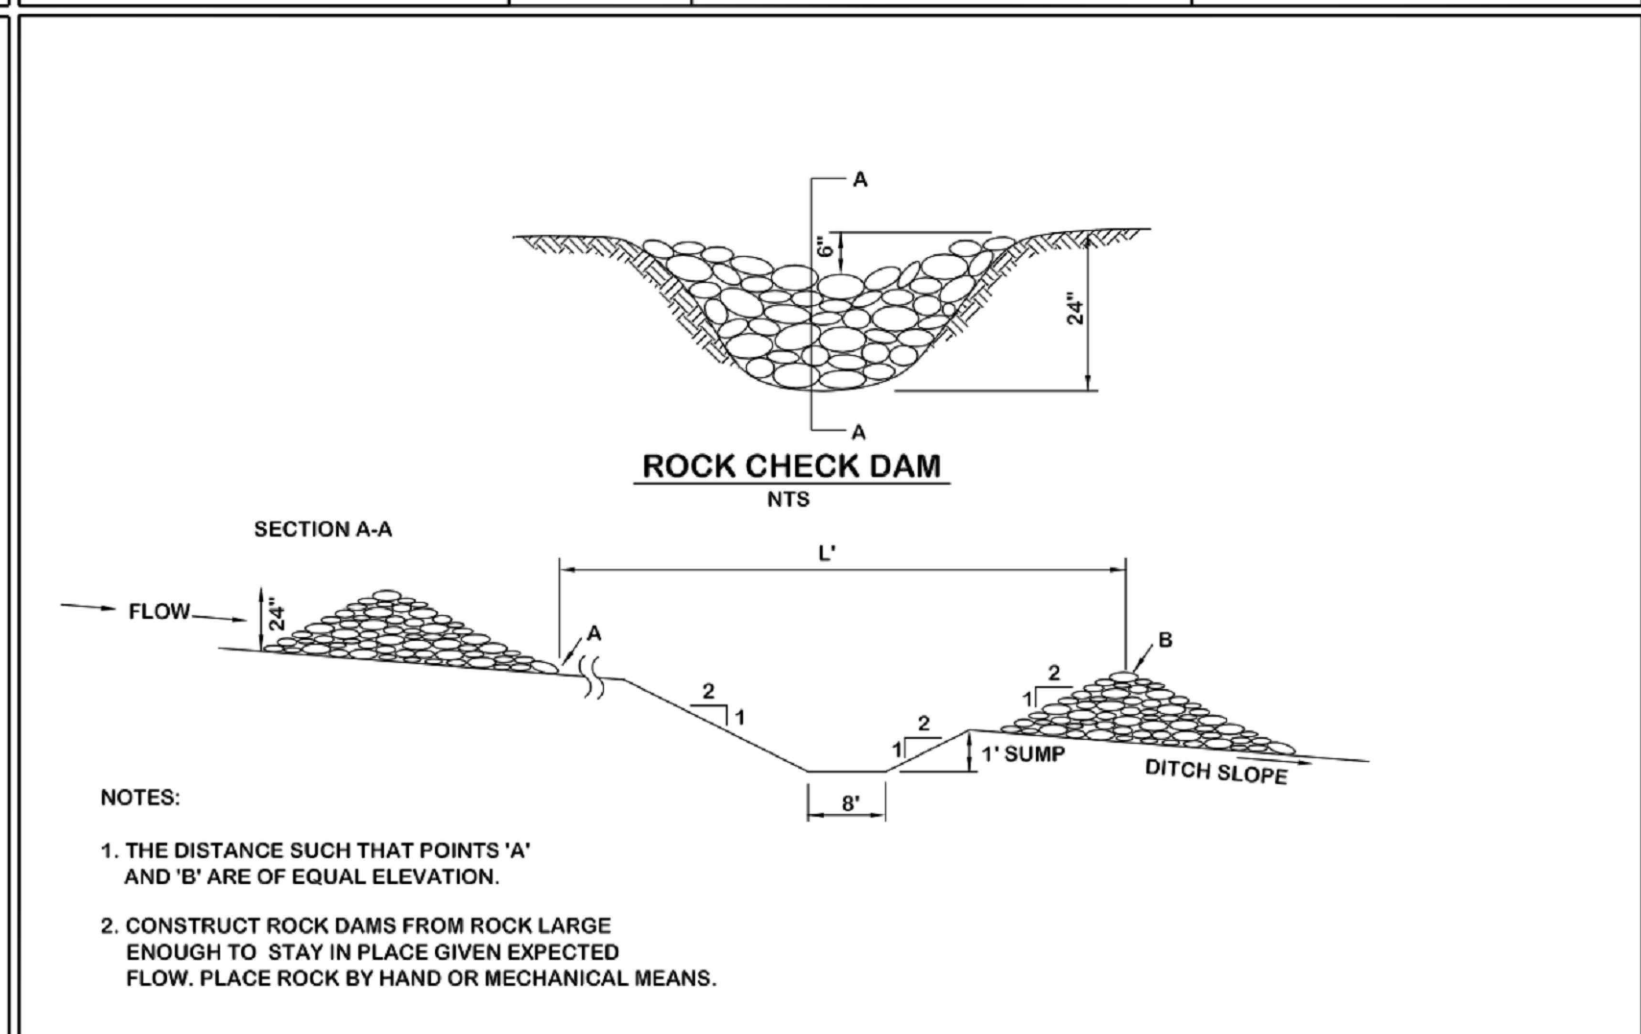 A
6"
24"
A
ROCK CHECK DAM
NTS
SECTION A-A
L'
FLOW
24"
A
B
2
1
2
1
2
1
1' SUMP
DITCH SLOPE
8'
NOTES:
1. THE DISTANCE SUCH THAT POINTS 'A'
AND 'B' ARE OF EQUAL ELEVATION.
2. CONSTRUCT ROCK DAMS FROM ROCK LARGE
ENOUGH TO STAY IN PLACE GIVEN EXPECTED
FLOW. PLACE ROCK BY HAND OR MECHANICAL MEANS.